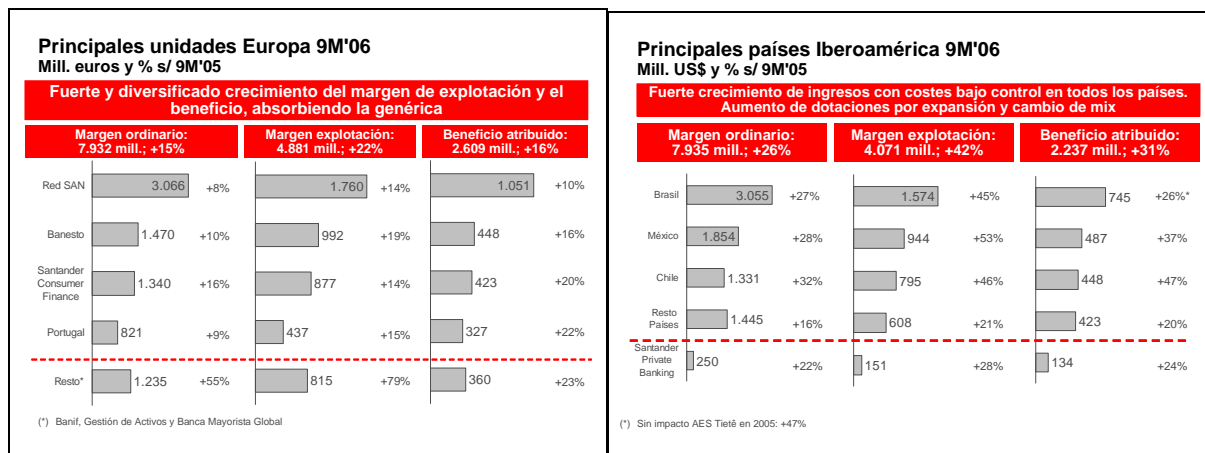 Principales unidades Europa 9M'06
Mill. euros y % s/ 9M'05
Fuerte y diversificado crecimiento del margen de explotación y el
beneficio, absorbiendo la genérica
Margen ordinario:
7.932 mill.; +15%
Margen explotación:
4.881 mill.; +22%
Beneficio atribuido:
2.609 mill.; +16%
Red SAN 3.066 +8% 1.760 +14% 1.051 +10%
Banesto 1.470 +10% 992 +19% 448 +16%
Santander
Consumer
Finance
1.340 +16% 877 +14% 423 +20%
Portugal 821 +9% 437 +15% 327 +22%
Resto* 1.235 +55% 815 +79% 360 +23%
(*) Banif, Gestión de Activos y Banca Mayorista Global
Principales países Iberoamérica 9M'06
Mill. US$ y % s/ 9M'05
Fuerte crecimiento de ingresos con costes bajo control en todos los países.
Aumento de dotaciones por expansión y cambio de mix
Margen ordinario:
7.935 mill.; +26%
Margen explotación:
4.071 mill.; +42%
Beneficio atribuido:
2.237 mill.; +31%
Brasil 3.055 +27% 1.574 +45% 745 +26%*
México 1.854 +28% 944 +53% 487 +37%
Chile 1.331 +32% 795 +46% 448 +47%
Resto
Países
1.445 +16% 608 +21% 423 +20%
Santander
Private
Banking
250 +22% 151 +28% 134 +24%
(*) Sin impacto AES Tietê en 2005: +47%